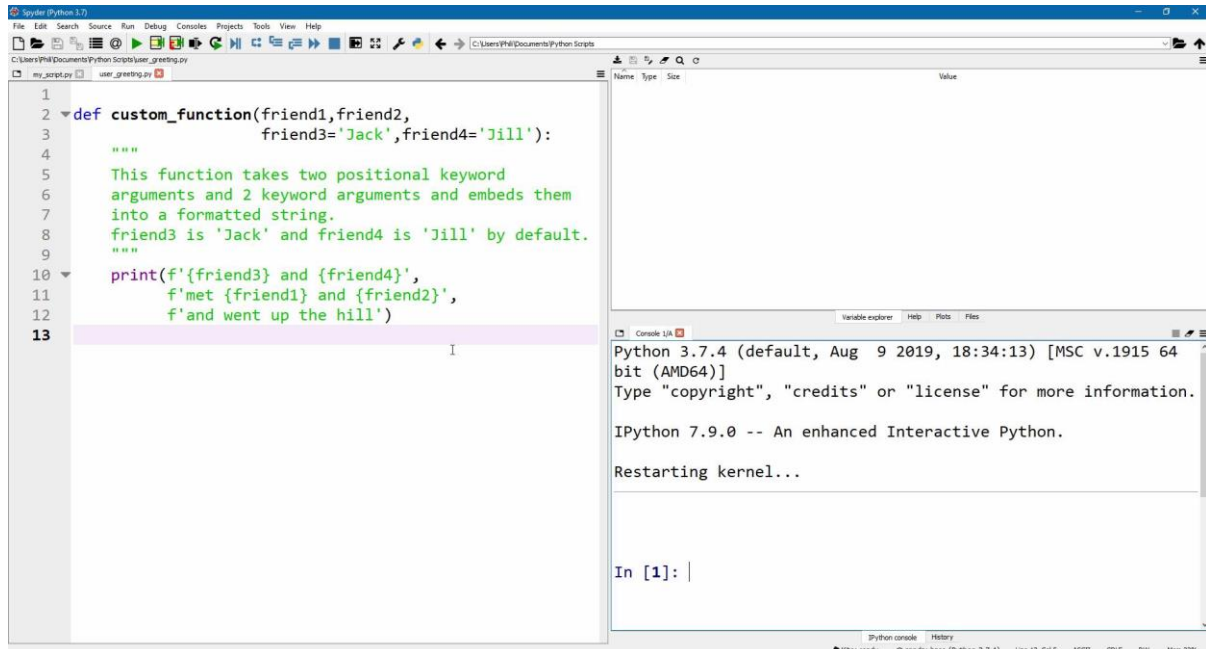 Spyder (Python 3.7)
File Edit Search Source Run Debug Consoles Projects Tools View Help
C:\Users\Phil\Documents\Python Scripts
C:\Users\Phil\Documents\Python Scripts\user_greeting.py
my_script.py user_greeting.py
1
2 def custom_function(friend1,friend2,
3 friend3='Jack',friend4='Jill'):
4 """
5 This function takes two positional keyword
6 arguments and 2 keyword arguments and embeds them
7 into a formatted string.
8 friend3 is 'Jack' and friend4 is 'Jill' by default.
9 """
10 print(f'{friend3} and {friend4}',
11 f'met {friend1} and {friend2}',
12 f'and went up the hill')
13
Name Type Size Value
Variable explorer Help Plots Files
Console 1/A
Python 3.7.4 (default, Aug 9 2019, 18:34:13) [MSC v.1915 64
bit (AMD64)]
Type "copyright", "credits" or "license" for more information.
IPython 7.9.0 -- An enhanced Interactive Python.
Restarting kernel...
In [1]:
IPython console History